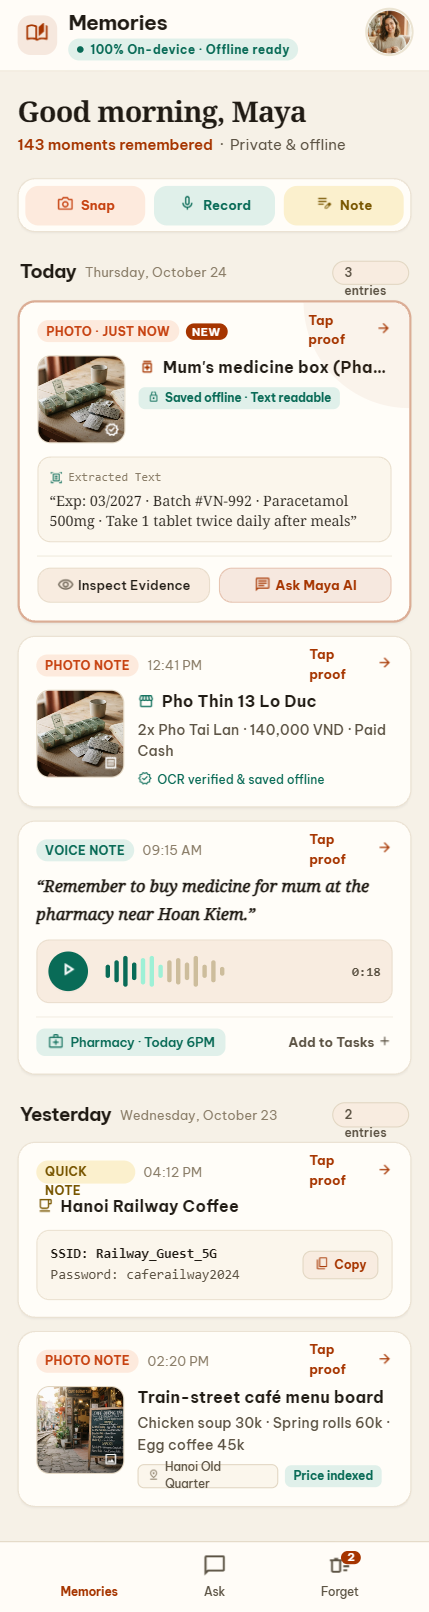 Memories
100% On-device · Offline ready
Good morning, Maya
143 moments remembered · Private & offline
Snap
Record
Note
Today Thursday, October 24
3
entries
PHOTO · JUST NOW NEW
Tap
proof
Mum's medicine box (Pha...
Saved offline · Text readable
Extracted Text
“Exp: 03/2027 · Batch #VN-992 · Paracetamol
500mg · Take 1 tablet twice daily after meals”
Inspect Evidence
Ask Maya AI
PHOTO NOTE 12:41 PM
Tap
proof
Pho Thin 13 Lo Duc
2x Pho Tai Lan · 140,000 VND · Paid
Cash
OCR verified & saved offline
VOICE NOTE 09:15 AM
Tap
proof
“Remember to buy medicine for mum at the
pharmacy near Hoan Kiem.”
0:18
Pharmacy · Today 6PM
Add to Tasks +
Yesterday Wednesday, October 23
2
entries
QUICK
NOTE
04:12 PM
Tap
proof
Hanoi Railway Coffee
SSID: Railway_Guest_5G
Password: caferailway2024
Copy
PHOTO NOTE 02:20 PM
Tap
proof
Train-street café menu board
Chicken soup 30k · Spring rolls 60k ·
Egg coffee 45k
Hanoi Old
Quarter
Price indexed
Memories
Ask
2
Forget